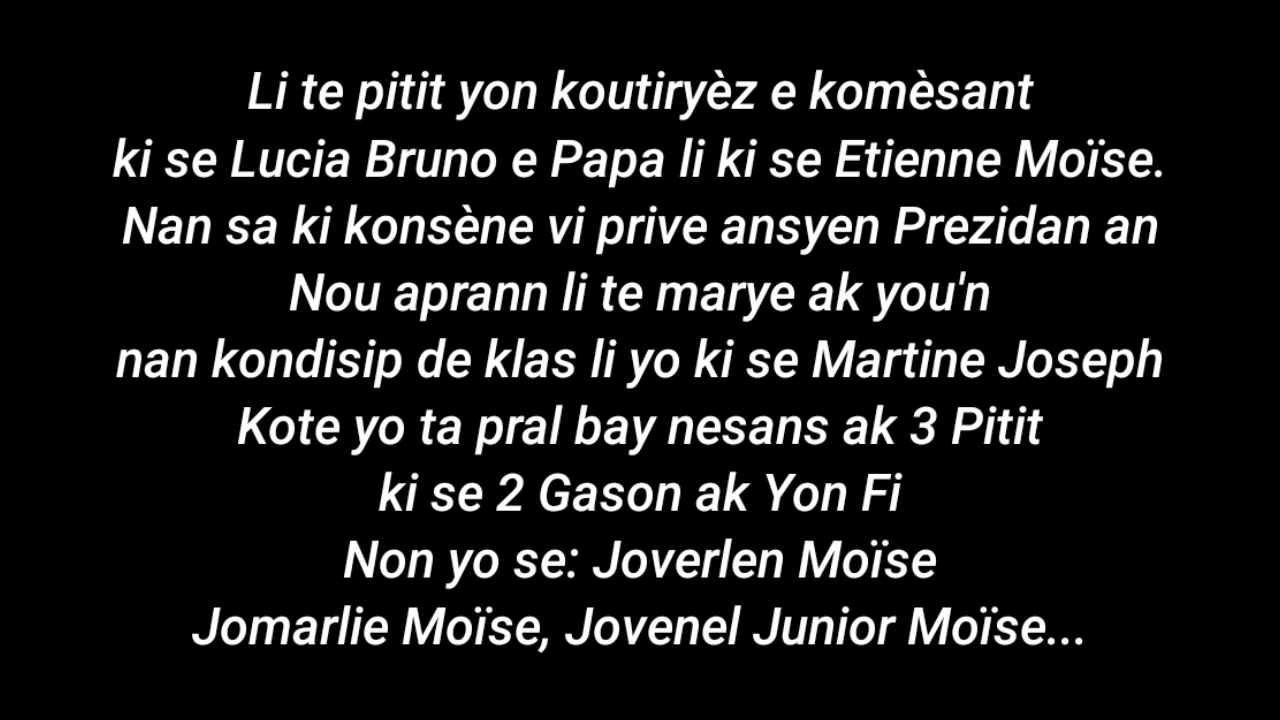 Li te pitit yon koutiryèz e komèsant
ki se Lucia Bruno e Papa li ki se Etienne Moïse.
Nan sa ki konsène vi prive ansyen Prezidan an
Nou aprann li te marye ak you'n
nan kondisip de klas li yo ki se Martine Joseph
Kote yo ta pral bay nesans ak 3 Pitit
ki se 2 Gason ak Yon Fi
Non yo se: Joverlen Moïse
Jomarlie Moïse, Jovenel Junior Moïse...